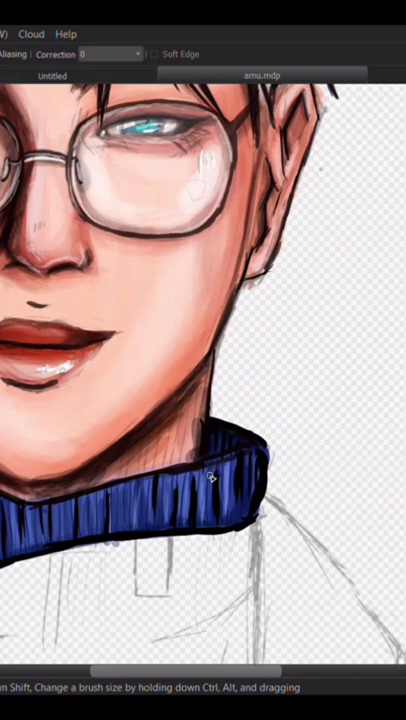 W) Cloud Help
Aliasing Correction 0 Soft Edge
Untitled amu.mdp
wn Shift, Change a brush size by holding down Ctrl, Alt, and dragging